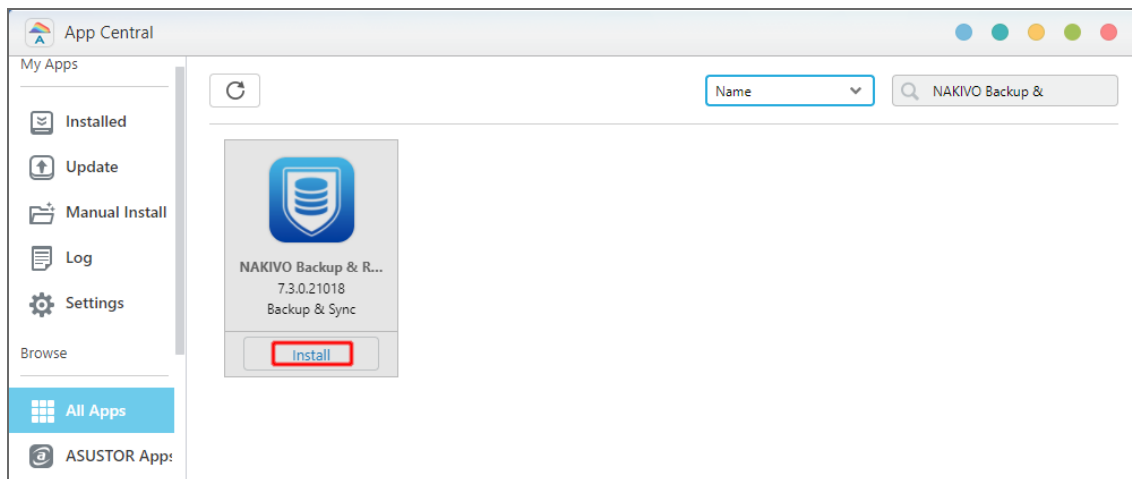 App Central
My Apps
Installed
Update
Manual Install
Log
Settings
Browse
All Apps
ASUSTOR Apps
Name
NAKIVO Backup &
NAKIVO Backup & R...
7.3.0.21018
Backup & Sync
Install